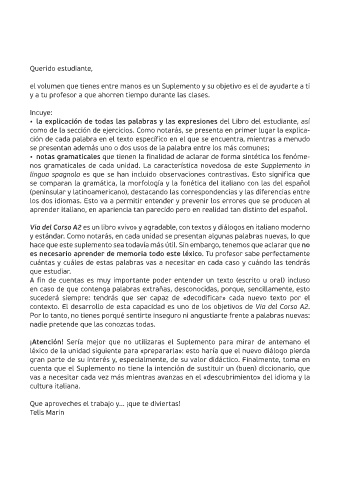 Querido estudiante,
el volumen que tienes entre manos es un Suplemento y su objetivo es el de ayudarte a ti
y a tu profesor a que ahorren tiempo durante las clases.
Incuye:
• la explicación de todas las palabras y las expresiones del Libro del estudiante, así
como de la sección de ejercicios. Como notarás, se presenta en primer lugar la explica-
ción de cada palabra en el texto específico en el que se encuentra, mientras a menudo
se presentan además uno o dos usos de la palabra entre los más comunes;
• notas gramaticales que tienen la finalidad de aclarar de forma sintética los fenóme-
nos gramaticales de cada unidad. La característica novedosa de este Suplemento in
lingua spagnola es que se han incluido observaciones contrastivas. Esto significa que
se comparan la gramática, la morfología y la fonética del italiano con las del español
(peninsular y latinoamericano), destacando las correspondencias y las diferencias entre
los dos idiomas. Esto va a permitir entender y prevenir los errores que se producen al
aprender italiano, en apariencia tan parecido pero en realidad tan distinto del español.
Via del Corso A2 es un libro «vivo» y agradable, con textos y diálogos en italiano moderno
y estándar. Como notarás, en cada unidad se presentan algunas palabras nuevas, lo que
hace que este suplemento sea todavía más útil. Sin embargo, tenemos que aclarar que no
es necesario aprender de memoria todo este léxico. Tu profesor sabe perfectamente
cuántas y cuáles de estas palabras vas a necesitar en cada caso y cuándo las tendrás
que estudiar.
A fin de cuentas es muy importante poder entender un texto (escrito u oral) incluso
en caso de que contenga palabras extrañas, desconocidas, porque, sencillamente, esto
sucederá siempre: tendrás que ser capaz de «decodificar» cada nuevo texto por el
contexto. El desarrollo de esta capacidad es uno de los objetivos de Via del Corso A2.
Por lo tanto, no tienes porqué sentirte inseguro ni angustiarte frente a palabras nuevas:
nadie pretende que las conozcas todas.
¡Atención! Sería mejor que no utilizaras el Suplemento para mirar de antemano el
léxico de la unidad siguiente para «prepararla»: esto haría que el nuevo diálogo pierda
gran parte de su interés y, especialmente, de su valor didáctico. Finalmente, toma en
cuenta que el Suplemento no tiene la intención de sustituir un (buen) diccionario, que
vas a necesitar cada vez más mientras avanzas en el «descubrimiento» del idioma y la
cultura italiana.
Que aproveches el trabajo y... ¡que te diviertas!
Telis Marin